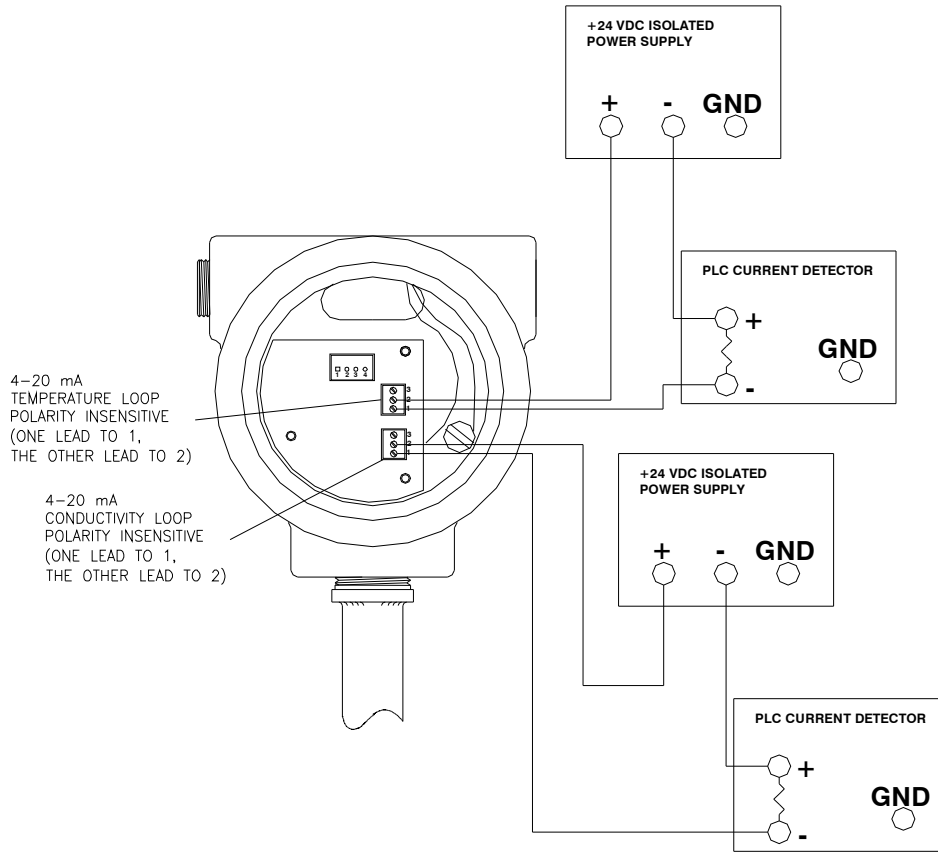 +24 VDC ISOLATED
POWER SUPPLY
+ - GND
PLC CURRENT DETECTOR
+
GND
-
1 2 3 4
3
2
1
4-20 mA
TEMPERATURE LOOP
POLARITY INSENSITIVE
(ONE LEAD TO 1,
THE OTHER LEAD TO 2)
3
2
1
4-20 mA
CONDUCTIVITY LOOP
POLARITY INSENSITIVE
(ONE LEAD TO 1,
THE OTHER LEAD TO 2)
+24 VDC ISOLATED
POWER SUPPLY
+ - GND
PLC CURRENT DETECTOR
+
GND
-